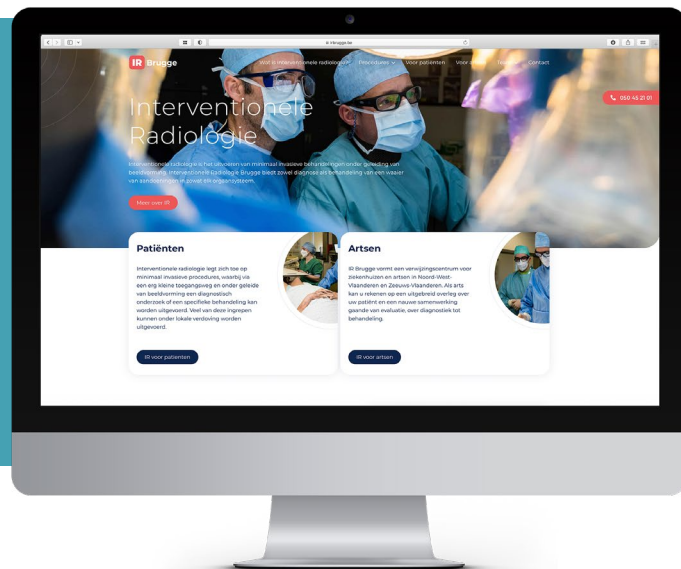 ir.irbrugge.be
IR Brugge
Wat is interventionele radiologie?
Procedures
Voor patiënten
Voor artsen
Contact
050 45 21 01
Interventionele
Radiologie
Interventionele radiologie is het uitvoeren van minimaal invasieve behandelingen onder geleiding van
beeldvorming. Interventionele Radiologie Brugge biedt zowel diagnose als behandeling van een waaier
van aandoeningen in zowat elk orgaansysteem.
Meer over IR
Patiënten
Interventionele radiologie legt zich toe op
minimaal invasieve procedures, waarbij via
een erg kleine toegangsweg en onder geleide
van beeldvorming een diagnostisch
onderzoek of een specifieke behandeling kan
worden uitgevoerd. Veel van deze ingrepen
kunnen onder lokale verdoving worden
uitgevoerd.
IR voor patienten
Artsen
IR Brugge vormt een verwijzingscentrum voor
ziekenhuizen en artsen in Noord-West-
Vlaanderen en Zeeuws-Vlaanderen. Als arts
kan u rekenen op een uitgebreid overleg over
uw patiënt en een nauwe samenwerking
gaande van evaluatie, over diagnostiek tot
behandeling.
IR voor artsen